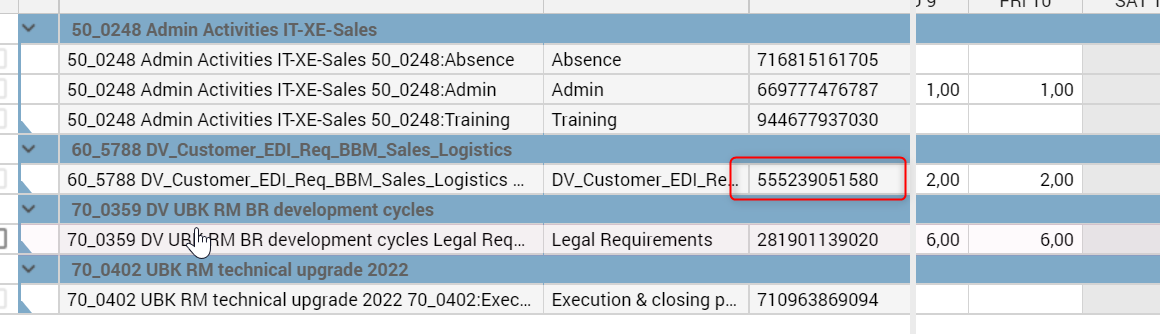 9 FRI 10 SAT
50_0248 Admin Activities IT-XE-Sales
50_0248 Admin Activities IT-XE-Sales 50_0248:Absence Absence 716815161705
50_0248 Admin Activities IT-XE-Sales 50_0248:Admin Admin 669777476787 1,00 1,00
50_0248 Admin Activities IT-XE-Sales 50_0248:Training Training 944677937030
60_5788 DV_Customer_EDI_Req_BBM_Sales_Logistics
60_5788 DV_Customer_EDI_Req_BBM_Sales_Logistics ... DV_Customer_EDI_Re... 555239051580 2,00 2,00
70_0359 DV UBK RM BR development cycles
70_0359 DV UBK RM BR development cycles Legal Req... Legal Requirements 281901139020 6,00 6,00
70_0402 UBK RM technical upgrade 2022
70_0402 UBK RM technical upgrade 2022 70_0402:Exec... Execution & closing p... 710963869094